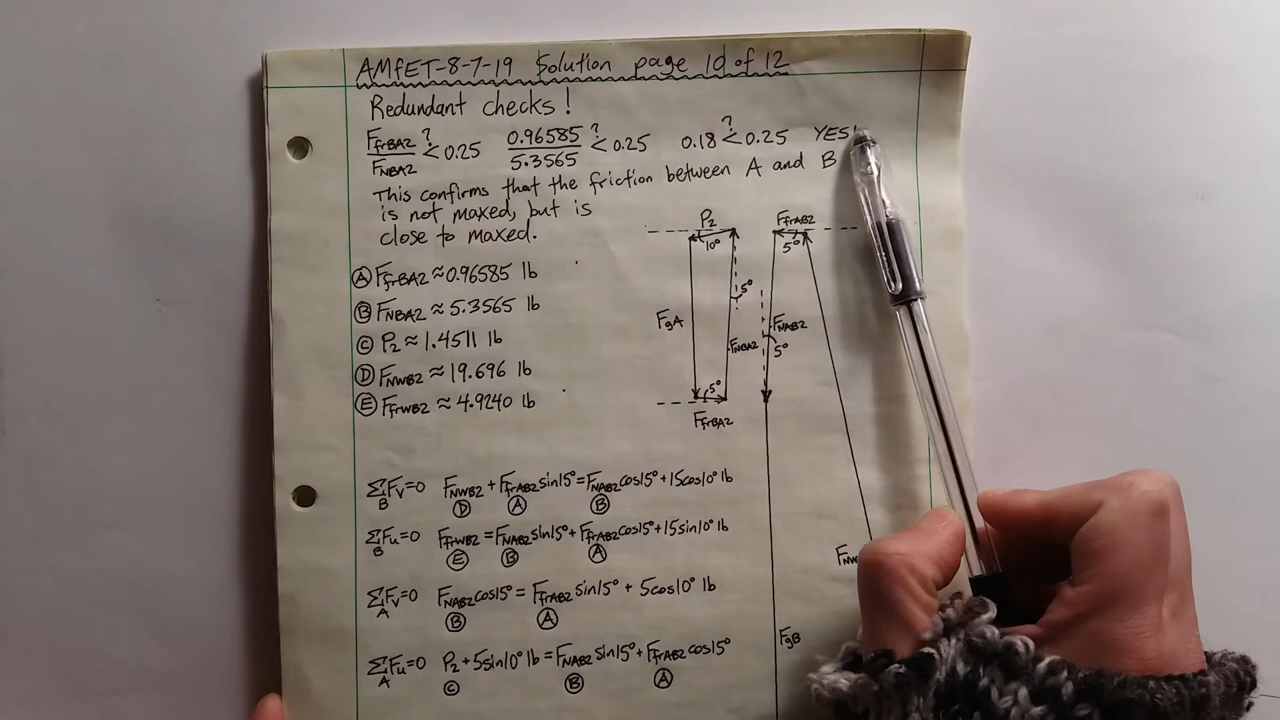 AMfET-8-7-19 Solution page 10 of 12
Redundant checks!
FfrBA2/FNBA2 <? 0.25 0.96585/5.3565 <? 0.25 0.18 <? 0.25 YES!
This confirms that the friction between A and B
is not maxed, but is
close to maxed.
P2 FfrAB2
10° 5°
Ⓐ FfrBA2 ≈ 0.96585 lb
5°
Ⓑ FNBA2 ≈ 5.3565 lb
FgA FNAB2
Ⓒ P2 ≈ 1.4511 lb
FNBA2 5°
Ⓓ FNWB2 ≈ 19.696 lb
5°
Ⓔ FfrWB2 ≈ 4.9240 lb
FfrBA2
∑B Fv=0 FNWB2 + FfrAB2 sin15° = FNAB2 cos15° + 15cos10° lb
Ⓓ Ⓐ Ⓑ
∑B Fu=0 FfrWB2 = FNAB2 sin15° + FfrAB2 cos15° + 15sin10° lb
Ⓔ Ⓑ Ⓐ
∑A Fv=0 FNAB2 cos15° = FfrAB2 sin15° + 5cos10° lb
Ⓑ Ⓐ
FgB
∑A Fu=0 P2 + 5sin10° lb = FNAB2 sin15° + FfrAB2 cos15°
Ⓒ Ⓑ Ⓐ